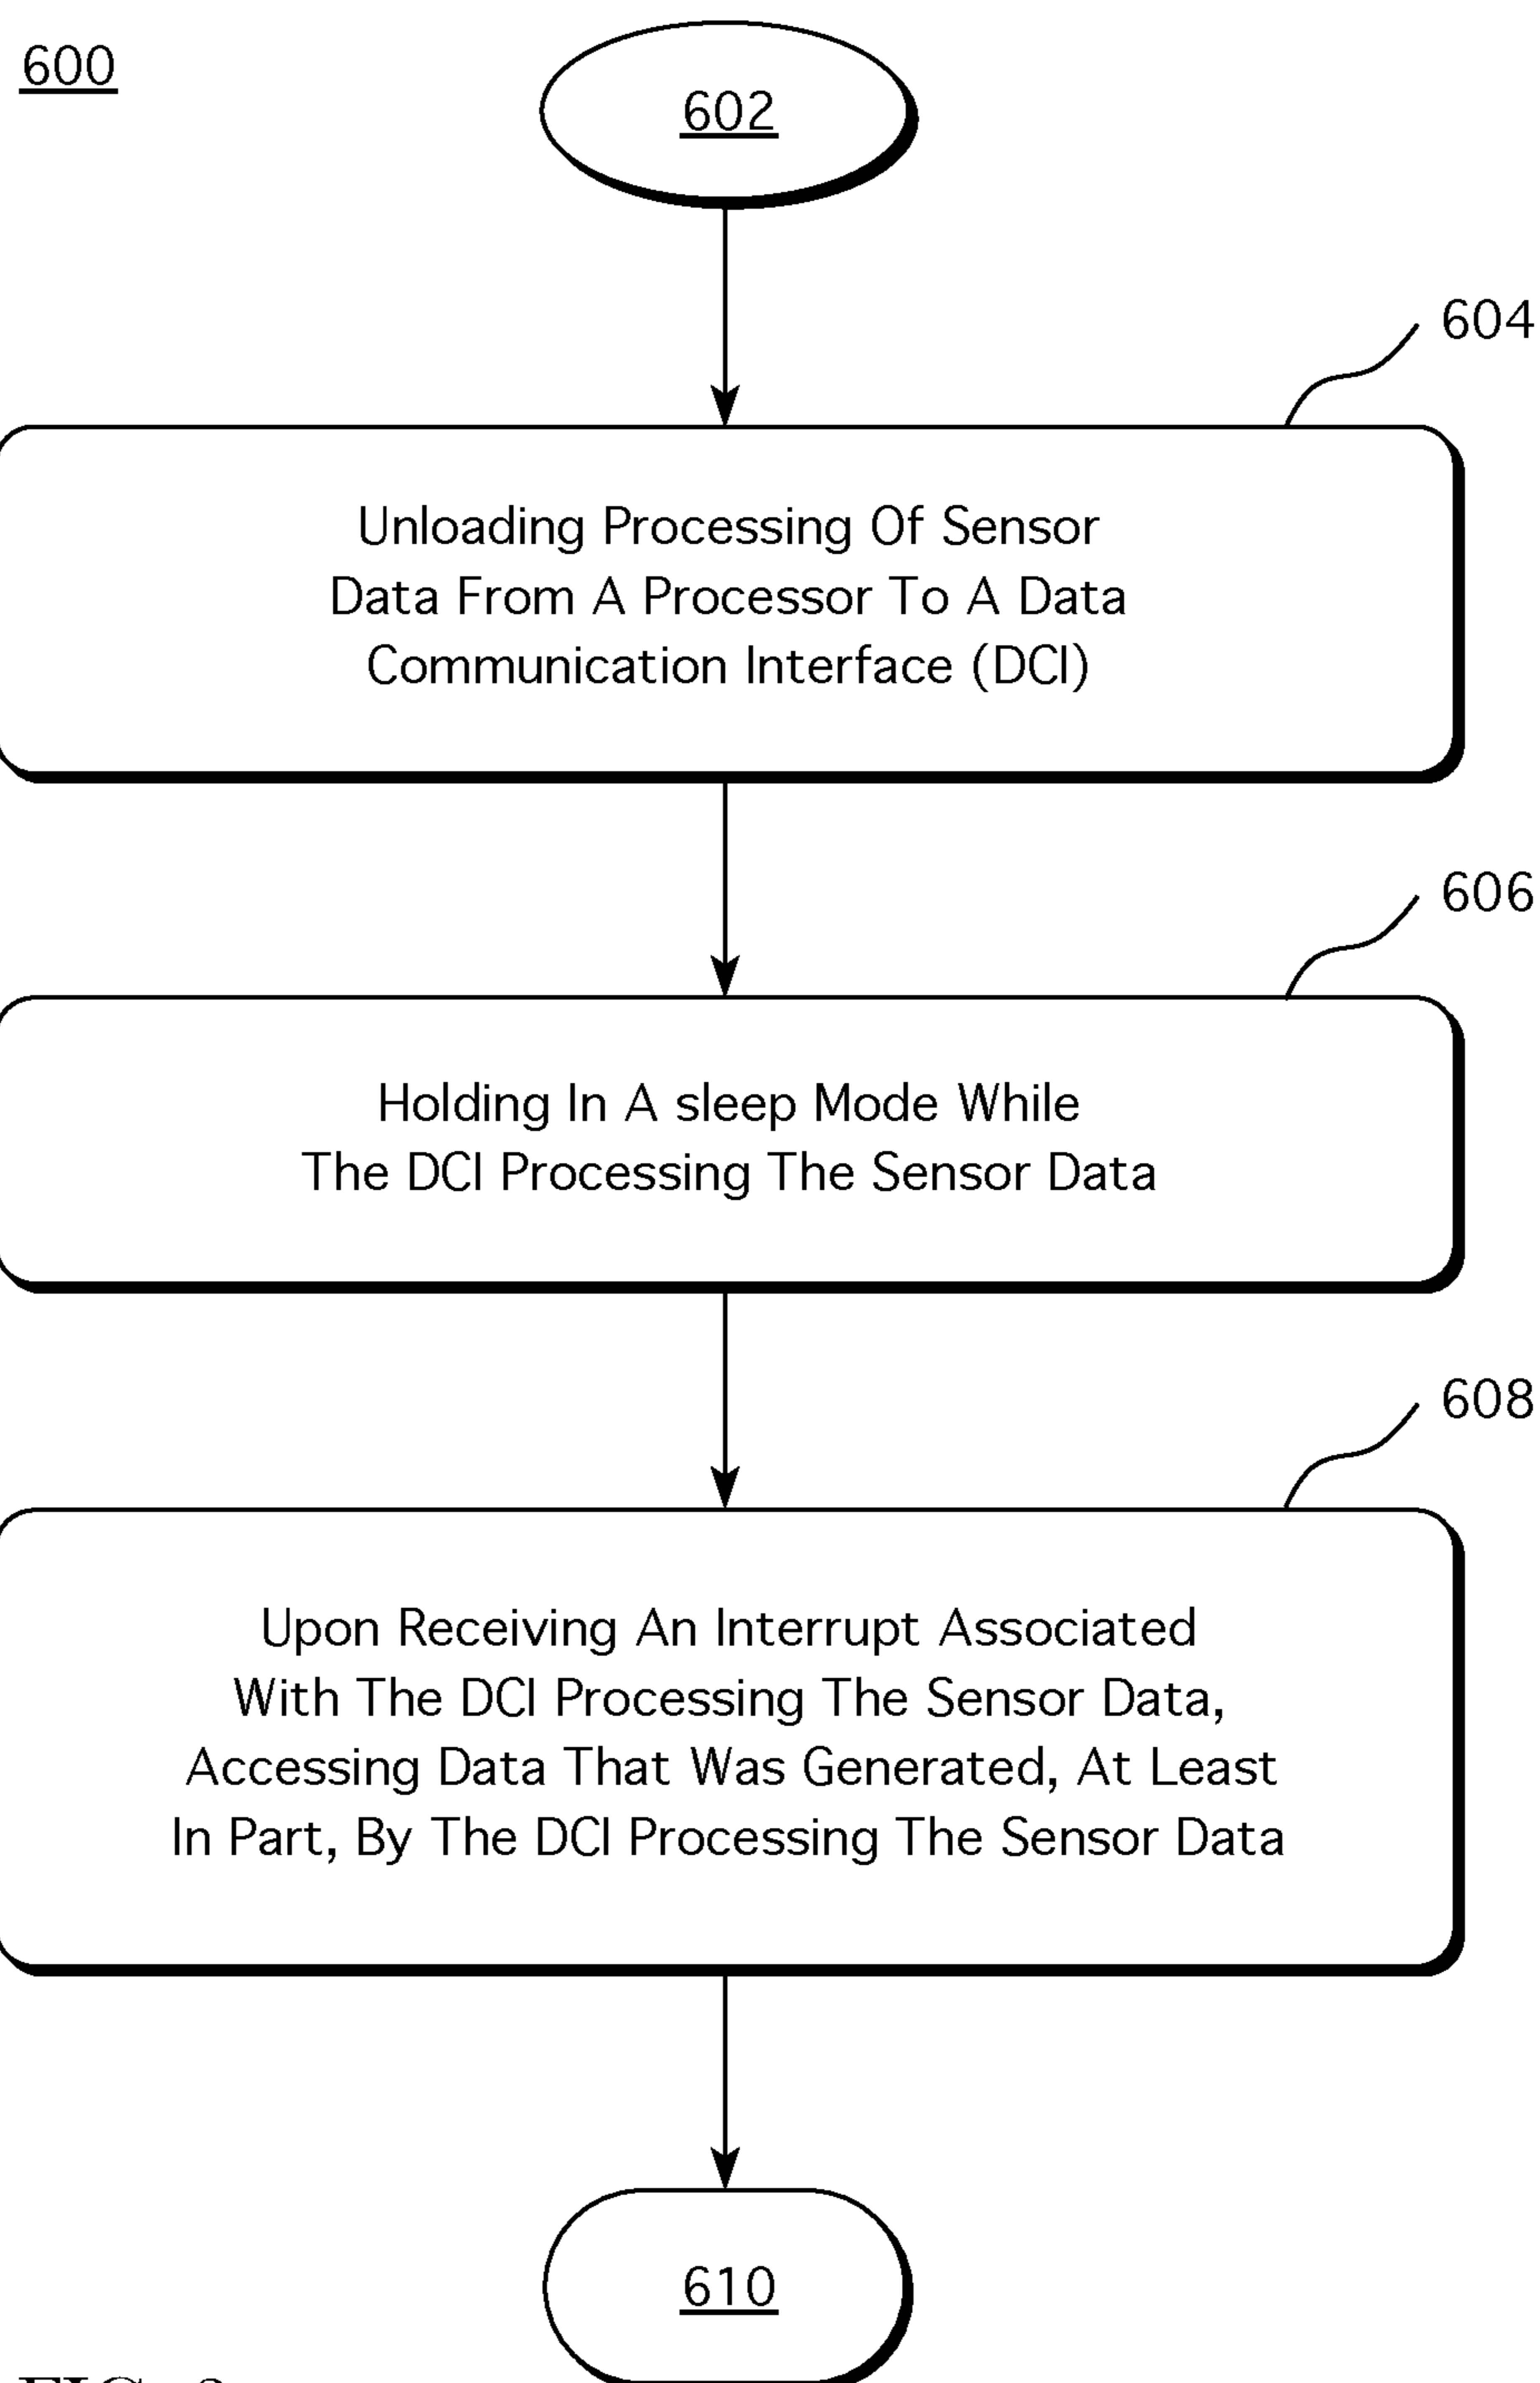 600
602
604
Unloading Processing Of Sensor
Data From A Processor To A Data
Communication Interface (DCI)
606
Holding In A sleep Mode While
The DCI Processing The Sensor Data
608
Upon Receiving An Interrupt Associated
With The DCI Processing The Sensor Data,
Accessing Data That Was Generated, At Least
In Part, By The DCI Processing The Sensor Data
610